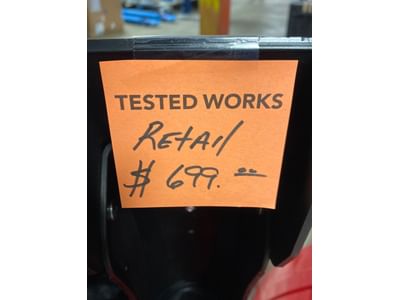 TESTED WORKS
RETAIL
$ 699.00